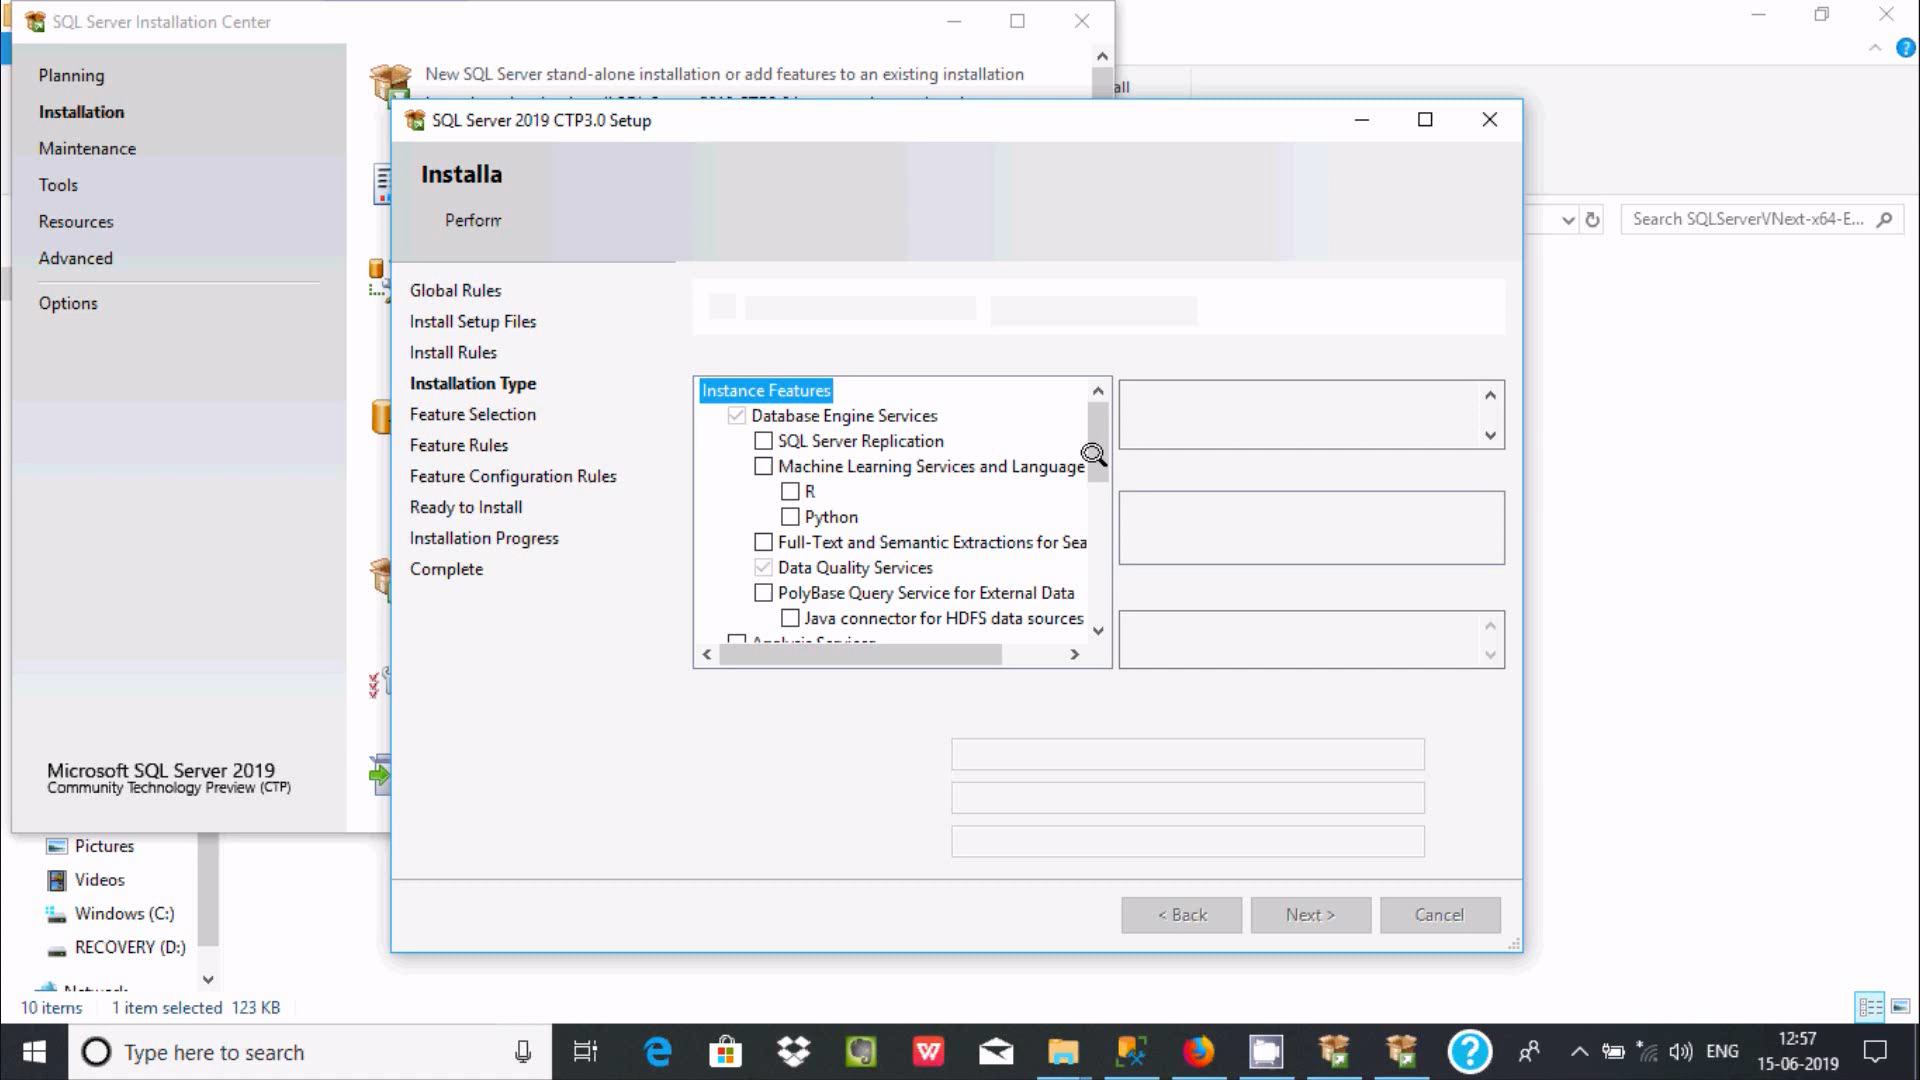 SQL Server Installation Center
Planning
Installation
Maintenance
Tools
Resources
Advanced
Options
Microsoft SQL Server 2019
Community Technology Preview (CTP)
New SQL Server stand-alone installation or add features to an existing installation
all
SQL Server 2019 CTP3.0 Setup
Installa
Perform
Global Rules
Install Setup Files
Install Rules
Installation Type
Feature Selection
Feature Rules
Feature Configuration Rules
Ready to Install
Installation Progress
Complete
Instance Features
Database Engine Services
SQL Server Replication
Machine Learning Services and Language
R
Python
Full-Text and Semantic Extractions for Sea
Data Quality Services
PolyBase Query Service for External Data
Java connector for HDFS data sources
Analysis Services
< Back
Next >
Cancel
Search SQLServerVNext-x64-E...
Pictures
Videos
Windows (C:)
RECOVERY (D:)
Network
10 items
1 item selected 123 KB
Type here to search
ENG
12:57
15-06-2019